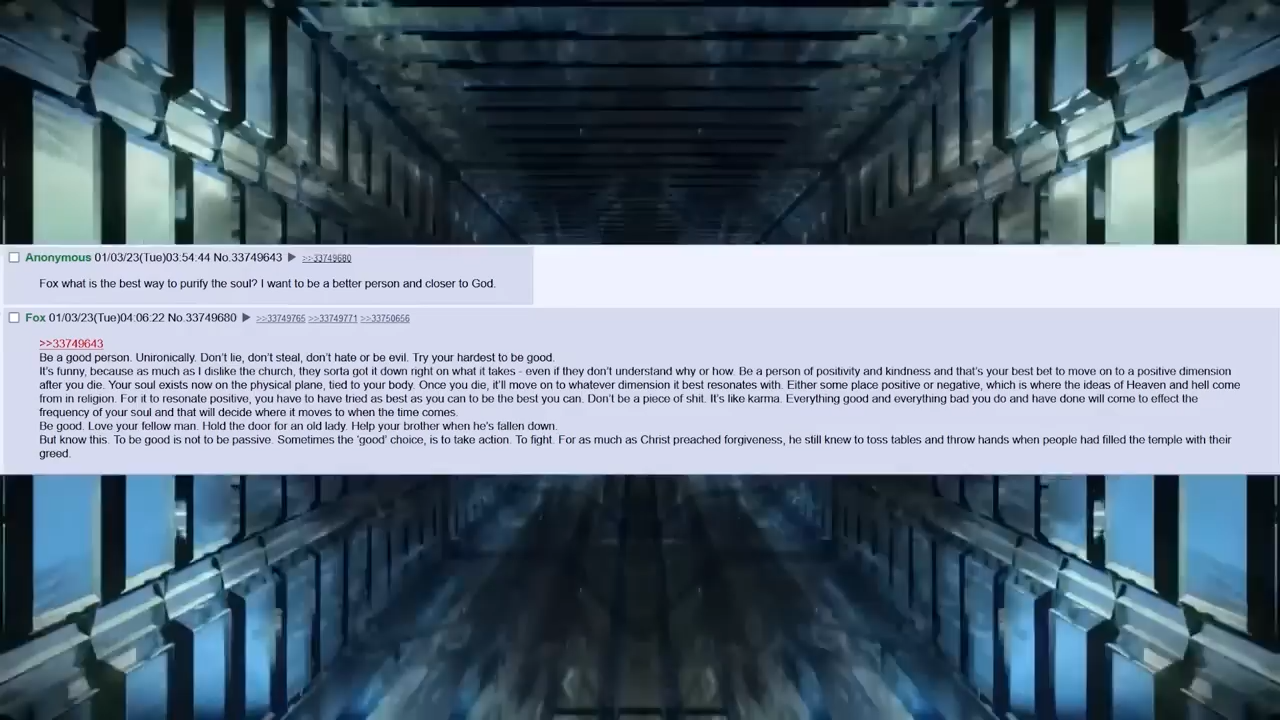 Anonymous 01/03/23(Tue)03:54:44 No.33749643 ▶ >>33749680
Fox what is the best way to purify the soul? I want to be a better person and closer to God.
Fox 01/03/23(Tue)04:06:22 No.33749680 ▶ >>33749765 >>33749771 >>33750656
>>33749643
Be a good person. Unironically. Don't lie, don't steal, don't hate or be evil. Try your hardest to be good.
It's funny, because as much as I dislike the church, they sorta got it down right on what it takes - even if they don't understand why or how. Be a person of positivity and kindness and that's your best bet to move on to a positive dimension
after you die. Your soul exists now on the physical plane, tied to your body. Once you die, it'll move on to whatever dimension it best resonates with. Either some place positive or negative, which is where the ideas of Heaven and hell come
from in religion. For it to resonate positive, you have to have tried as best as you can to be the best you can. Don't be a piece of shit. It's like karma. Everything good and everything bad you do and have done will come to effect the
frequency of your soul and that will decide where it moves to when the time comes.
Be good. Love your fellow man. Hold the door for an old lady. Help your brother when he's fallen down.
But know this. To be good is not to be passive. Sometimes the 'good' choice, is to take action. To fight. For as much as Christ preached forgiveness, he still knew to toss tables and throw hands when people had filled the temple with their
greed.